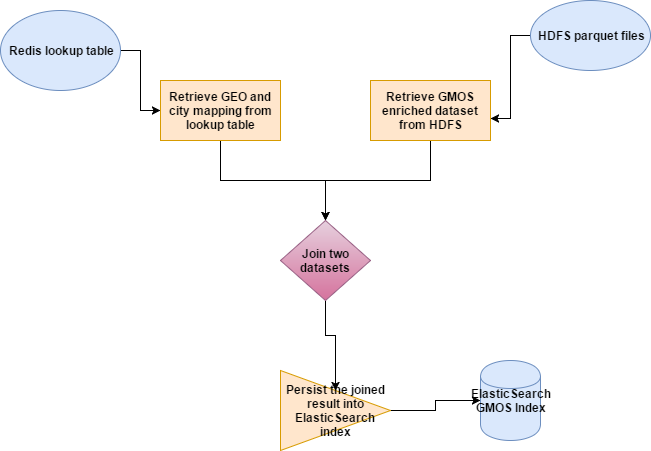 Redis lookup table
HDFS parquet files
Retrieve GEO and
city mapping from
lookup table
Retrieve GMOS
enriched dataset
from HDFS
Join two
datasets
Persist the joined
result into
ElasticSearch
index
ElasticSearch
GMOS Index